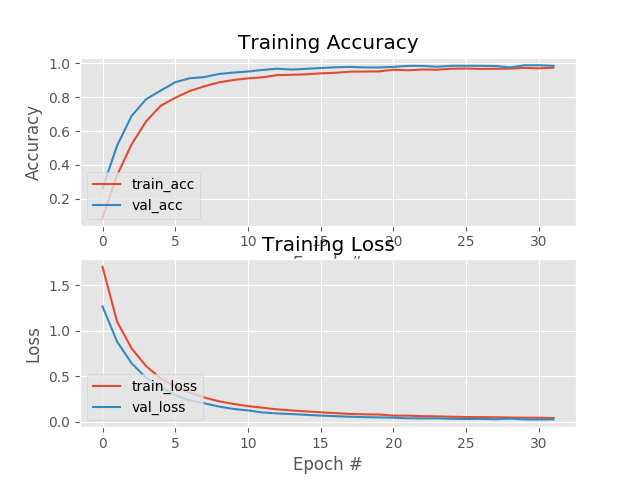 Training Accuracy
1.0
0.8
0.6
0.4
0.2
Accuracy
train_acc
val_acc
0 5 10 15 20 25 30
Training Loss
1.5
1.0
0.5
0.0
Loss
train_loss
val_loss
0 5 10 15 20 25 30
Epoch #